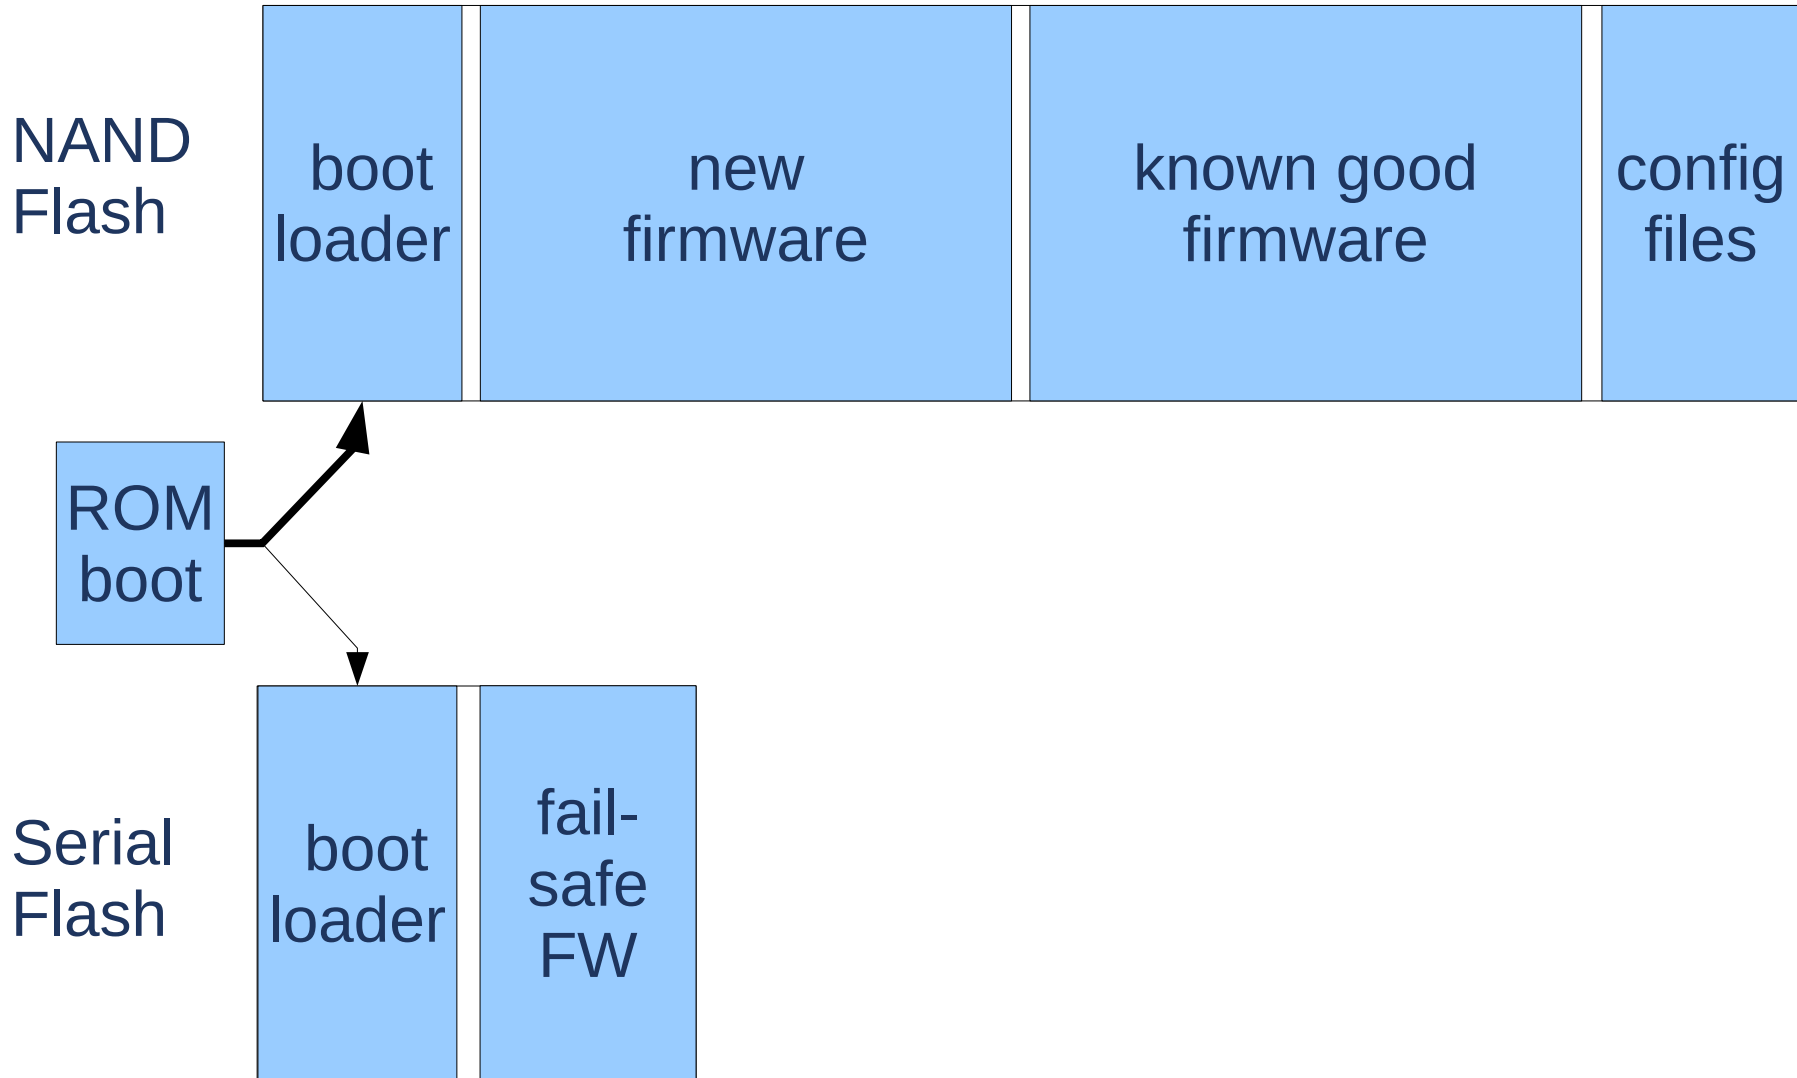 NAND
Flash
boot
loader
new
firmware
known good
firmware
config
files
ROM
boot
Serial
Flash
boot
loader
fail-
safe
FW